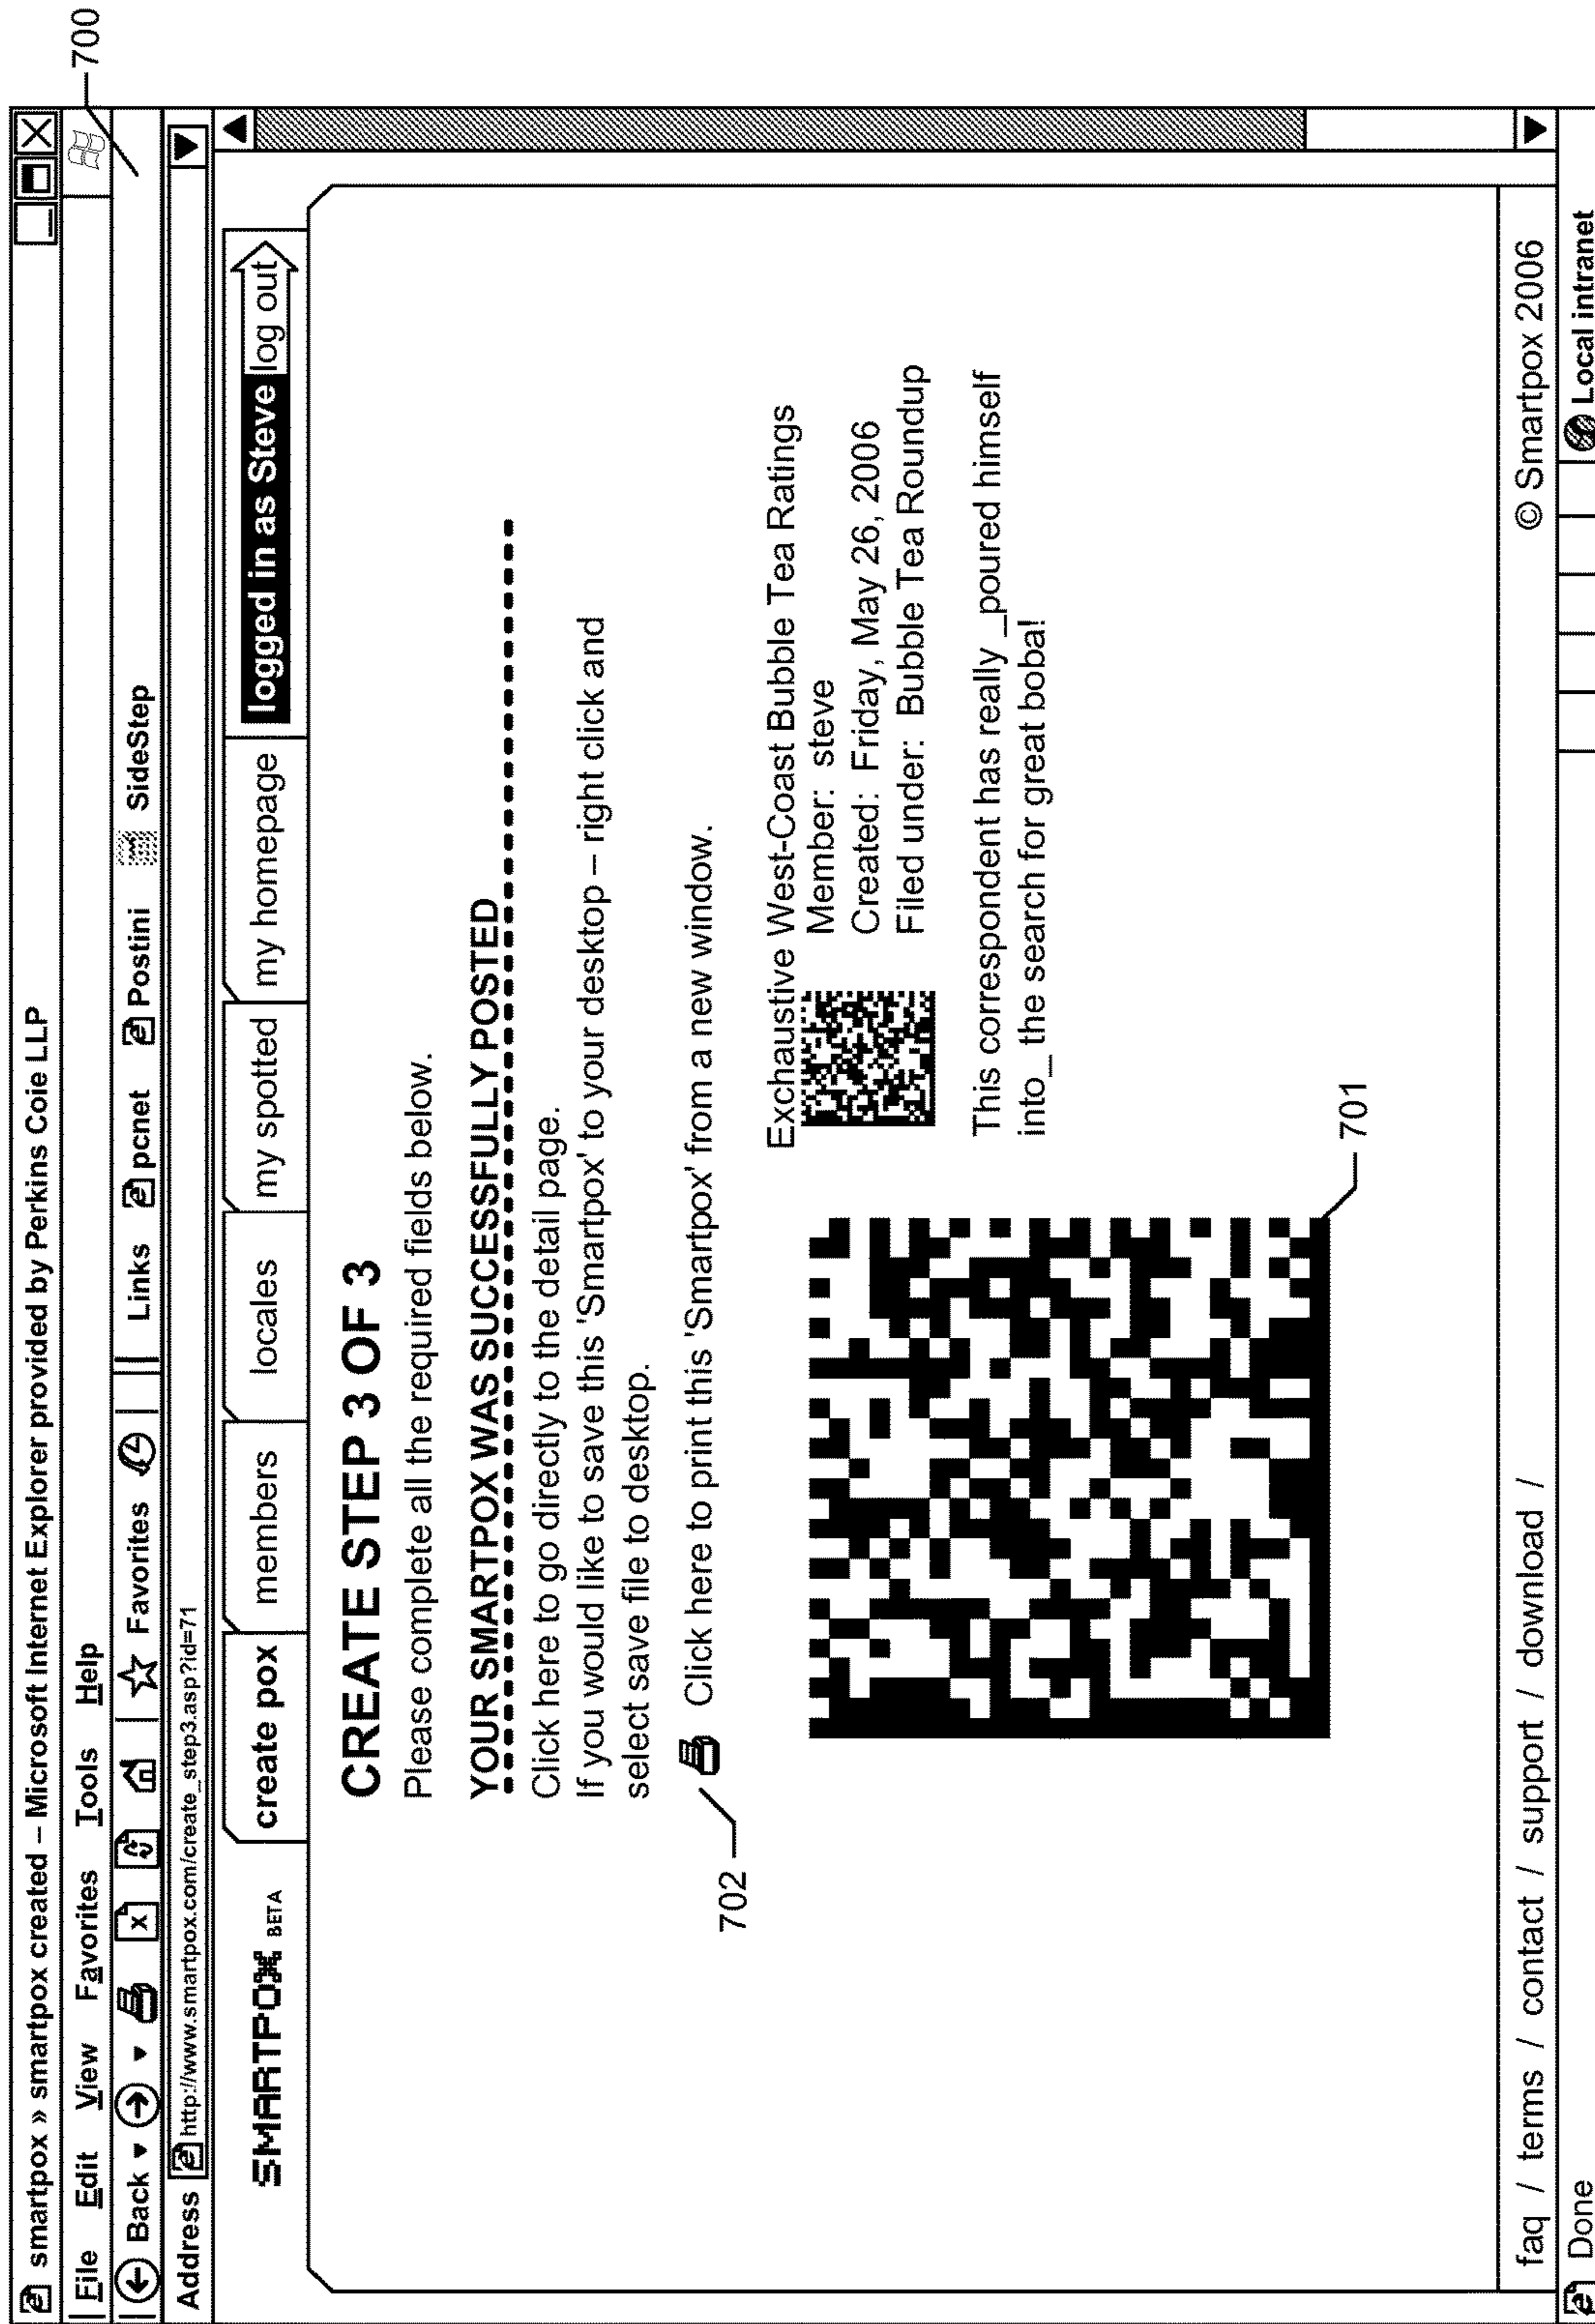 smartpox » smartpox created – Microsoft Internet Explorer provided by Perkins Coie LLP
File Edit View Favorites Tools Help
700
Back Favorites Links pcnet Postini SideStep
Address http://www.smartpox.com/create_step3.asp?id=71
SMARTPOX BETA
create pox members locales my spotted my homepage logged in as Steve log out
CREATE STEP 3 OF 3
Please complete all the required fields below.
YOUR SMARTPOX WAS SUCCESSFULLY POSTED
Click here to go directly to the detail page.
If you would like to save this 'Smartpox' to your desktop – right click and
select save file to desktop.
Click here to print this 'Smartpox' from a new window.
702
Exhaustive West-Coast Bubble Tea Ratings
Member: steve
Created: Friday, May 26, 2006
Filed under: Bubble Tea Roundup
This correspondent has really _poured himself
into_ the search for great boba!
701
faq / terms / contact / support / download / © Smartpox 2006
Done Local intranet